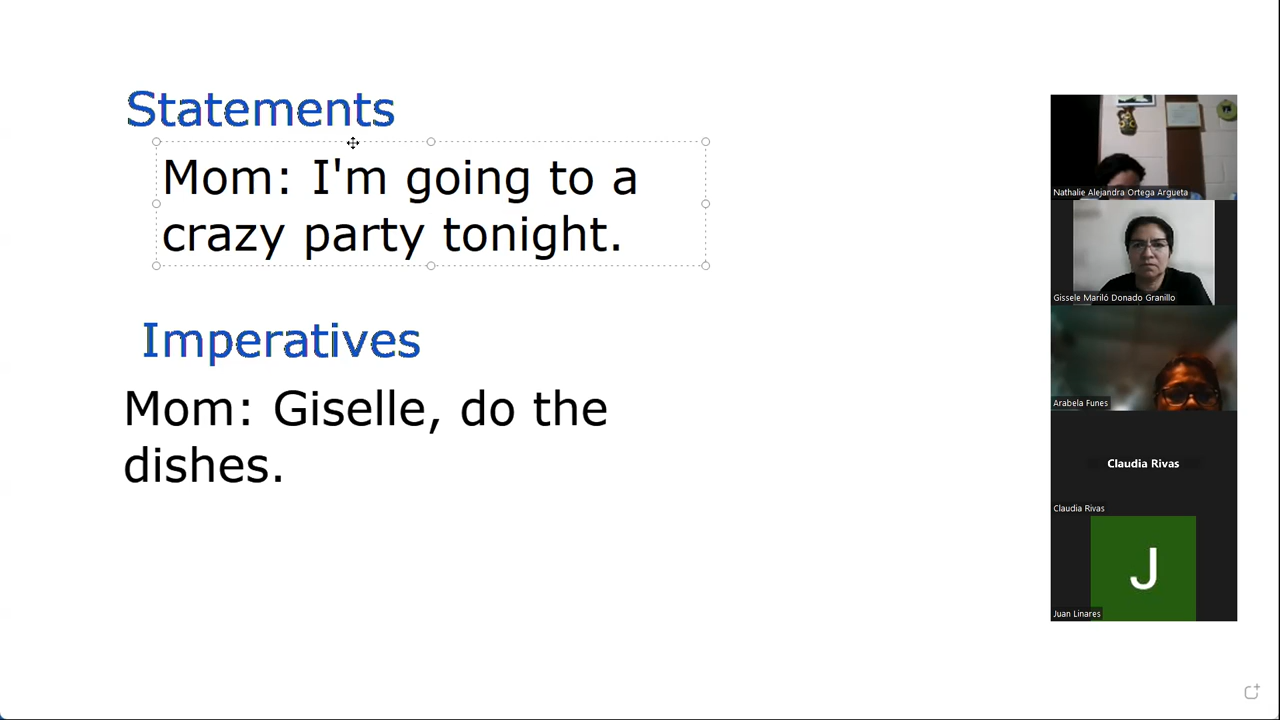 Statements
Mom: I'm going to a
crazy party tonight.
Imperatives
Mom: Giselle, do the
dishes.
Nathalie Alejandra Ortega Argueta
Gissele Mariló Donado Granillo
Arabela Funes
Claudia Rivas
Claudia Rivas
J
Juan Linares